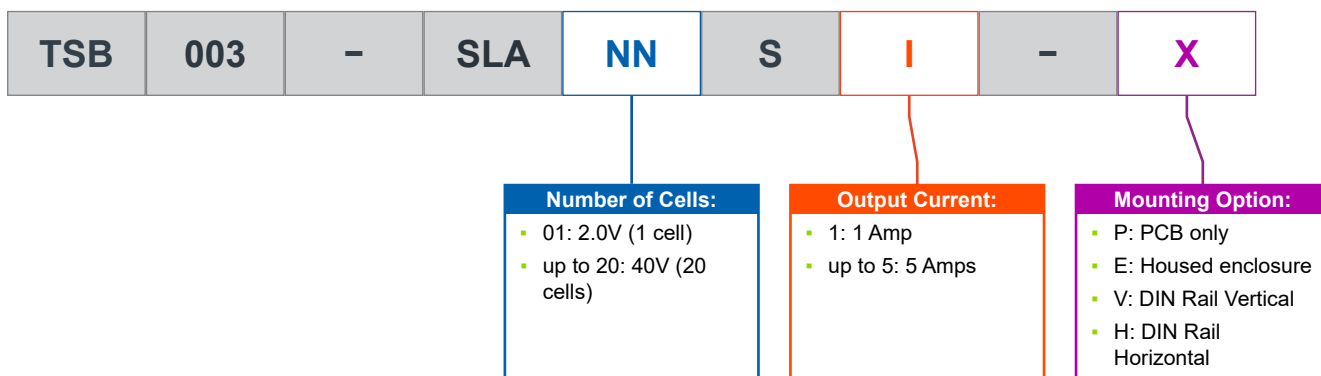 TSB 003 – SLA NN S I – X
Number of Cells:
▪ 01: 2.0V (1 cell)
▪ up to 20: 40V (20
cells)
Output Current:
▪ 1: 1 Amp
▪ up to 5: 5 Amps
Mounting Option:
▪ P: PCB only
▪ E: Housed enclosure
▪ V: DIN Rail Vertical
▪ H: DIN Rail
Horizontal